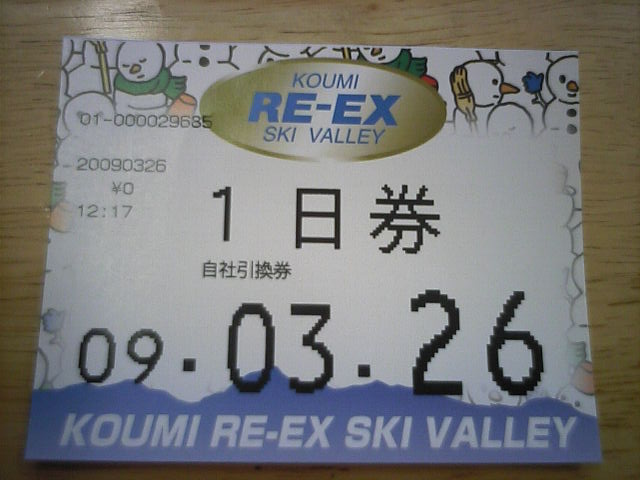 KOUMI
RE-EX
SKI VALLEY
01-000029685
20090326
¥0
12:17
1日券
自社引換券
09.03.26
KOUMI RE-EX SKI VALLEY